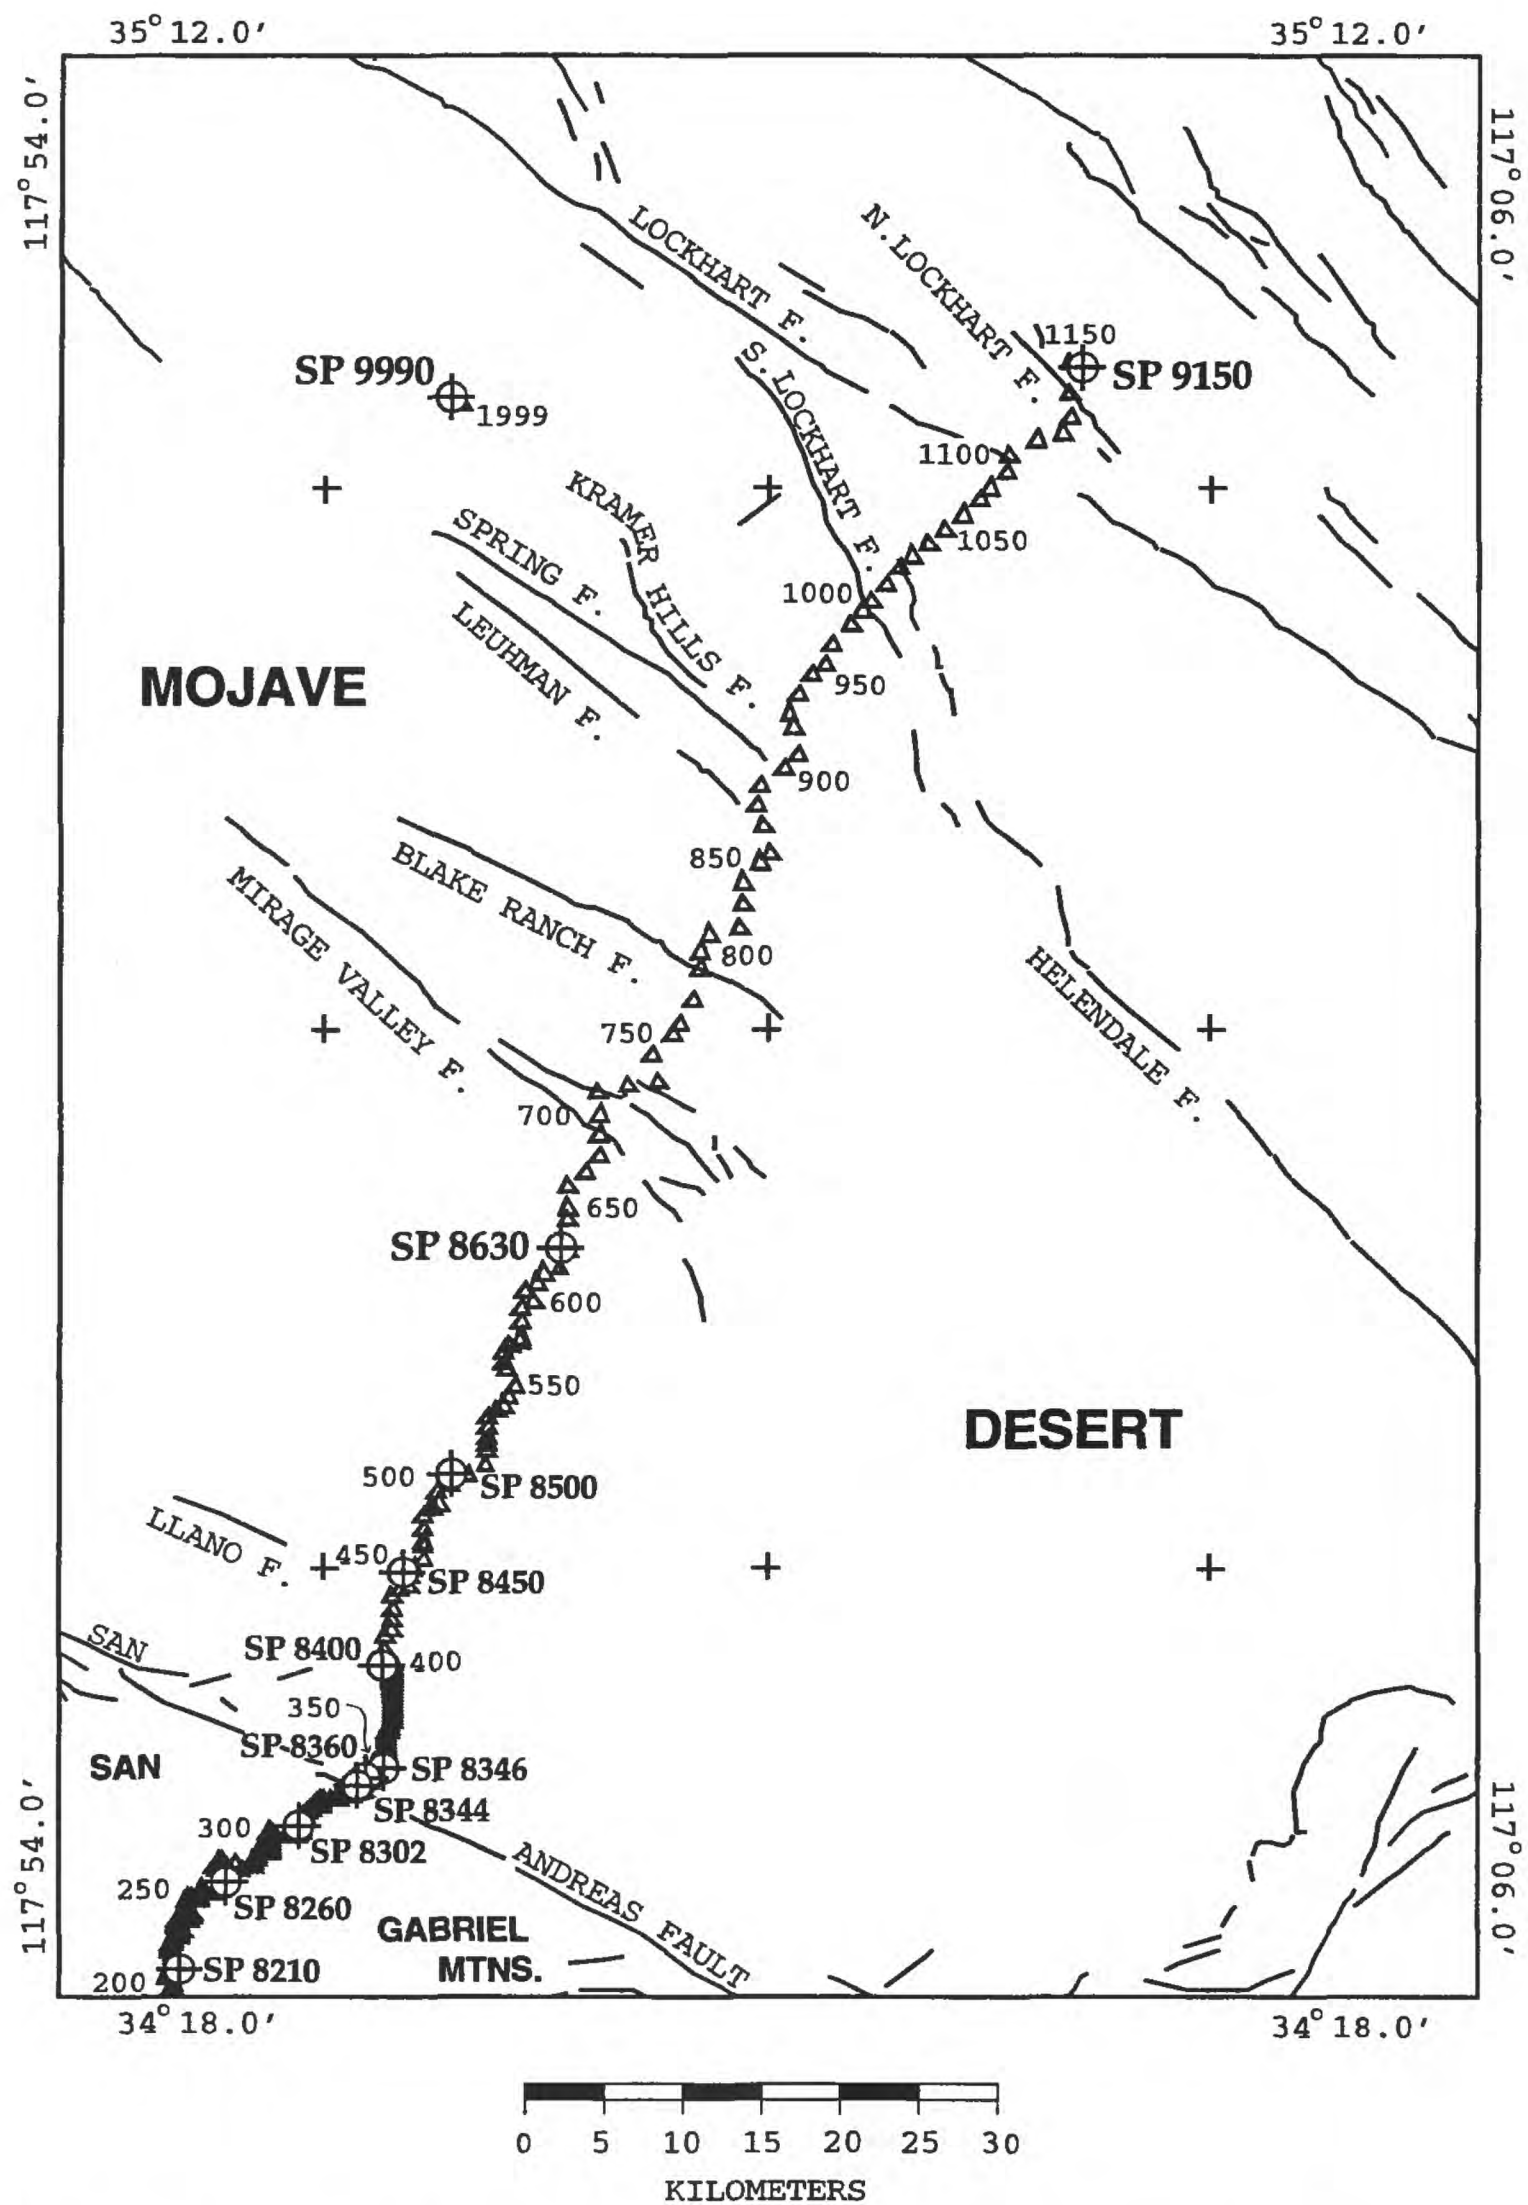 35°12.0′
35°12.0′
117°54.0′
117°06.0′
LOCKHART F.
N. LOCKHART F.
1150
SP 9150
SP 9990
1999
S. LOCKHART F.
1100
KRAMER HILLS F.
SPRING F.
1050
LEUHMAN F.
1000
MOJAVE
950
900
850
BLAKE RANCH F.
MIRAGE VALLEY F.
800
HELENDALE F.
750
700
650
SP 8630
600
550
DESERT
500
SP 8500
LLANO F.
450
SP 8450
SAN
SP 8400
400
350
SP 8360
SAN
SP 8346
SP 8344
300
SP 8302
ANDREAS FAULT
250
SP 8260
GABRIEL
MTNS.
SP 8210
200
117°54.0′
117°06.0′
34°18.0′
34°18.0′
0 5 10 15 20 25 30
KILOMETERS